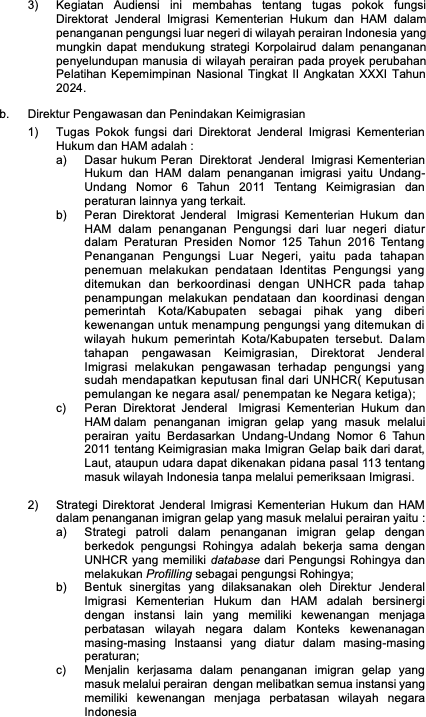 3) Kegiatan Audiensi ini membahas tentang tugas pokok fungsi
Direktorat Jenderal Imigrasi Kementerian Hukum dan HAM dalam
penanganan pengungsi luar negeri di wilayah perairan Indonesia yang
mungkin dapat mendukung strategi Korpolairud dalam penanganan
penyelundupan manusia di wilayah perairan pada proyek perubahan
Pelatihan Kepemimpinan Nasional Tingkat II Angkatan XXXI Tahun
2024.
b. Direktur Pengawasan dan Penindakan Keimigrasian
1) Tugas Pokok fungsi dari Direktorat Jenderal Imigrasi Kementerian
Hukum dan HAM adalah :
a) Dasar hukum Peran Direktorat Jenderal Imigrasi Kementerian
Hukum dan HAM dalam penanganan imigrasi yaitu Undang-
Undang Nomor 6 Tahun 2011 Tentang Keimigrasian dan
peraturan lainnya yang terkait.
b) Peran Direktorat Jenderal Imigrasi Kementerian Hukum dan
HAM dalam penanganan Pengungsi dari luar negeri diatur
dalam Peraturan Presiden Nomor 125 Tahun 2016 Tentang
Penanganan Pengungsi Luar Negeri, yaitu pada tahapan
penemuan melakukan pendataan Identitas Pengungsi yang
ditemukan dan berkoordinasi dengan UNHCR pada tahap
penampungan melakukan pendataan dan koordinasi dengan
pemerintah Kota/Kabupaten sebagai pihak yang diberi
kewenangan untuk menampung pengungsi yang ditemukan di
wilayah hukum pemerintah Kota/Kabupaten tersebut. Dalam
tahapan pengawasan Keimigrasian, Direktorat Jenderal
Imigrasi melakukan pengawasan terhadap pengungsi yang
sudah mendapatkan keputusan final dari UNHCR( Keputusan
pemulangan ke negara asal/ penempatan ke Negara ketiga);
c) Peran Direktorat Jenderal Imigrasi Kementerian Hukum dan
HAM dalam penanganan imigran gelap yang masuk melalui
perairan yaitu Berdasarkan Undang-Undang Nomor 6 Tahun
2011 tentang Keimigrasian maka Imigran Gelap baik dari darat,
Laut, ataupun udara dapat dikenakan pidana pasal 113 tentang
masuk wilayah Indonesia tanpa melalui pemeriksaan Imigrasi.
2) Strategi Direktorat Jenderal Imigrasi Kementerian Hukum dan HAM
dalam penanganan imigran gelap yang masuk melalui perairan yaitu :
a) Strategi patroli dalam penanganan imigran gelap dengan
berkedok pengungsi Rohingya adalah bekerja sama dengan
UNHCR yang memiliki database dari Pengungsi Rohingya dan
melakukan Profilling sebagai pengungsi Rohingya;
b) Bentuk sinergitas yang dilaksanakan oleh Direktur Jenderal
Imigrasi Kementerian Hukum dan HAM adalah bersinergi
dengan instansi lain yang memiliki kewenangan menjaga
perbatasan wilayah negara dalam Konteks kewenanagan
masing-masing Instaansi yang diatur dalam masing-masing
peraturan;
c) Menjalin kerjasama dalam penanganan imigran gelap yang
masuk melalui perairan dengan melibatkan semua instansi yang
memiliki kewenangan menjaga perbatasan wilayah negara
Indonesia